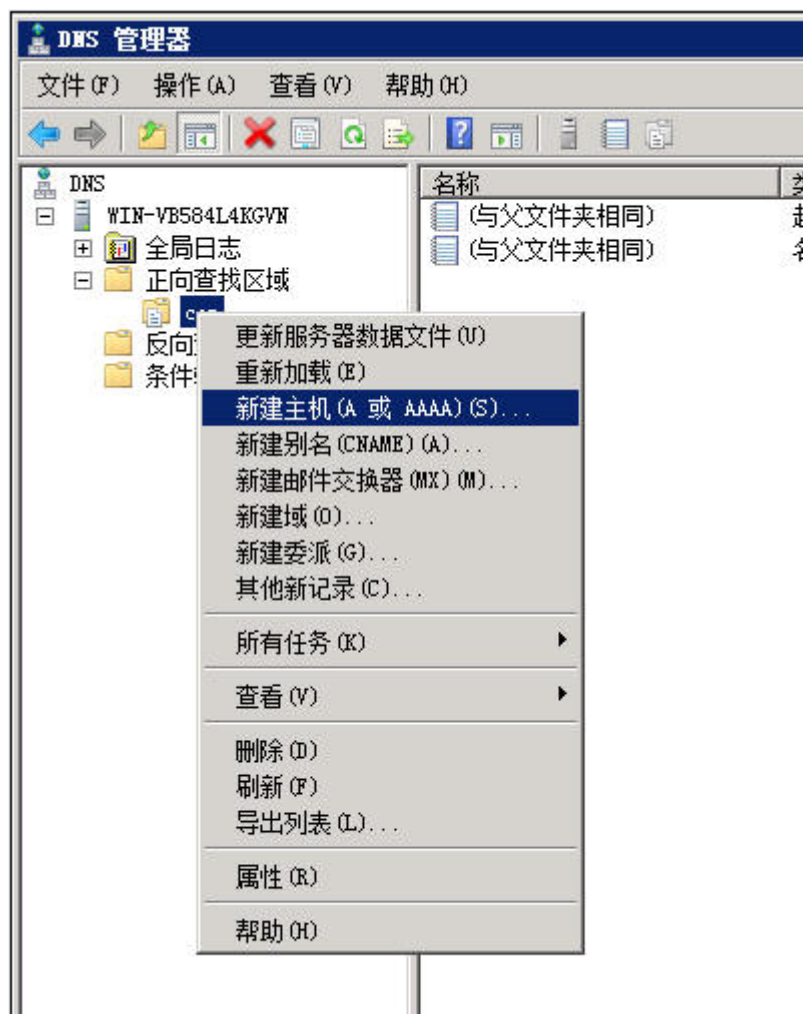 DNS 管理器
文件(F) 操作(A) 查看(V) 帮助(H)
DNS
WIN-VB584L4KGVN
全局日志
正向查找区域
反向
条件
名称
(与父文件夹相同)
(与父文件夹相同)
更新服务器数据文件(U)
重新加载(E)
新建主机(A 或 AAAA)(S)...
新建别名(CNAME)(A)...
新建邮件交换器(MX)(M)...
新建域(O)...
新建委派(G)...
其他新记录(C)...
所有任务(K)
查看(V)
删除(D)
刷新(F)
导出列表(L)...
属性(R)
帮助(H)